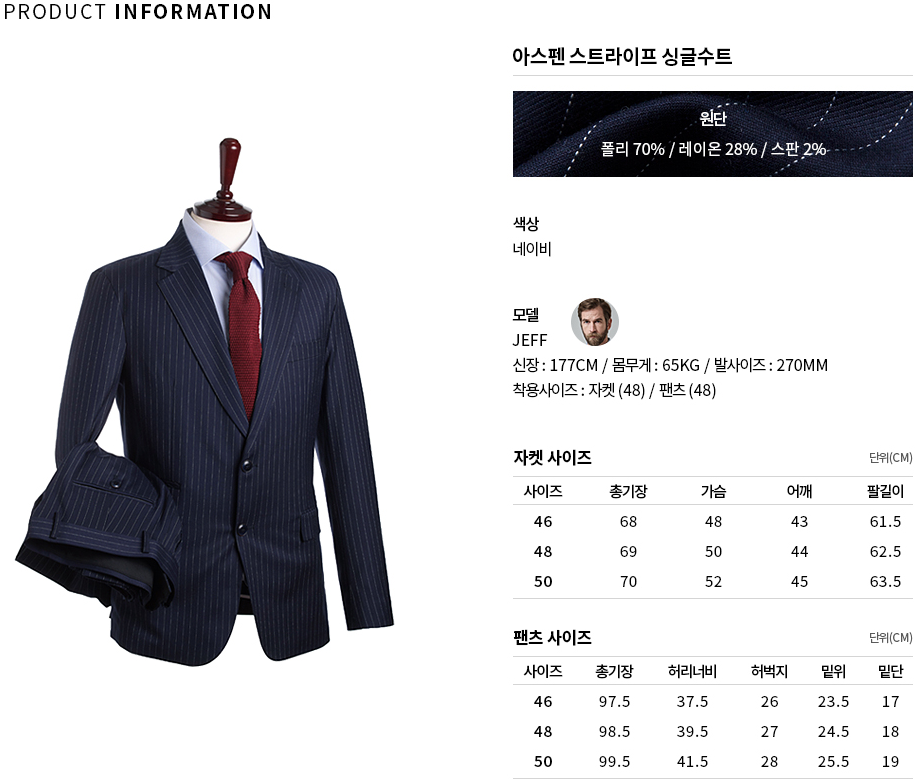 PRODUCT INFORMATION
아스펜 스트라이프 싱글수트
원단
폴리 70% / 레이온 28% / 스판 2%
색상
네이비
모델
JEFF
신장 : 177CM / 몸무게 : 65KG / 발사이즈 : 270MM
착용사이즈 : 자켓 (48) / 팬츠 (48)
자켓 사이즈 단위(CM)
사이즈 총기장 가슴 어깨 팔길이
46 68 48 43 61.5
48 69 50 44 62.5
50 70 52 45 63.5
팬츠 사이즈 단위(CM)
사이즈 총기장 허리너비 허벅지 밑위 밑단
46 97.5 37.5 26 23.5 17
48 98.5 39.5 27 24.5 18
50 99.5 41.5 28 25.5 19